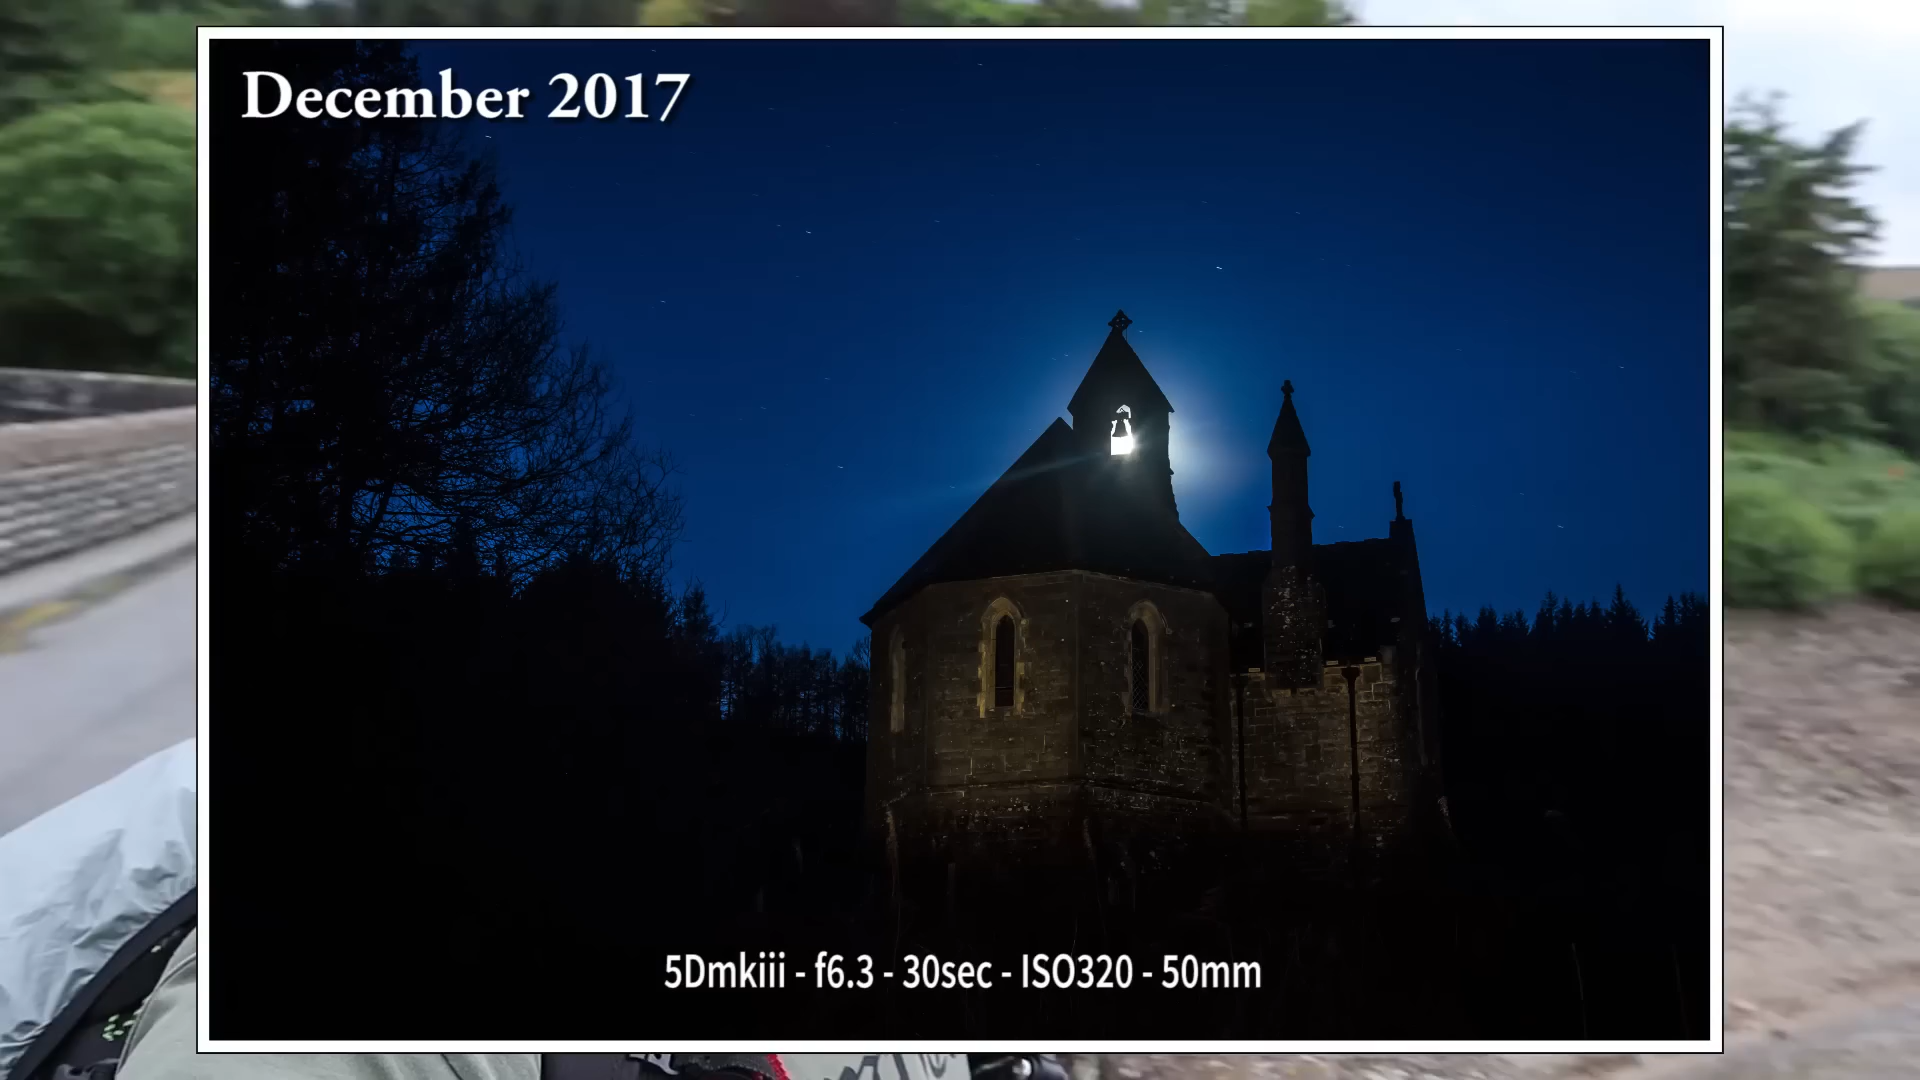 December 2017
5Dmkiii - f6.3 - 30sec - ISO320 - 50mm